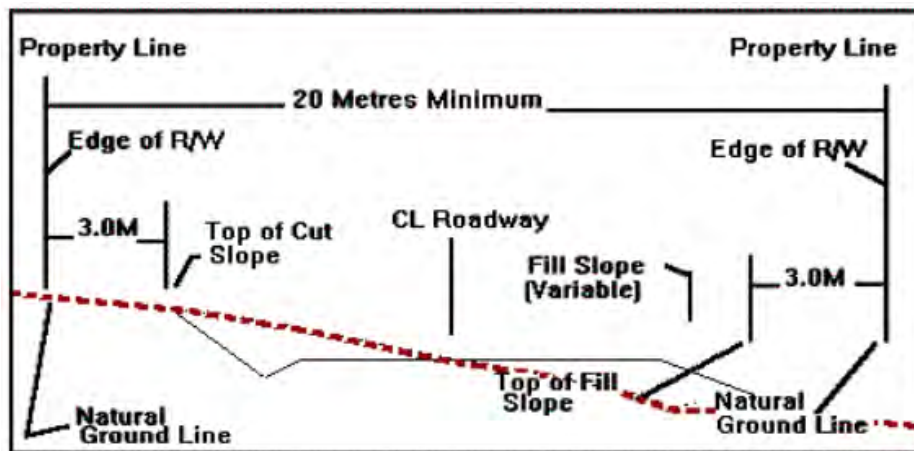 Property Line
Property Line
20 Metres Minimum
Edge of R/W
Edge of R/W
3.0M
Top of Cut
Slope
CL Roadway
Fill Slope
(Variable)
3.0M
Top of Fill
Slope
Natural
Ground Line
Natural
Ground Line